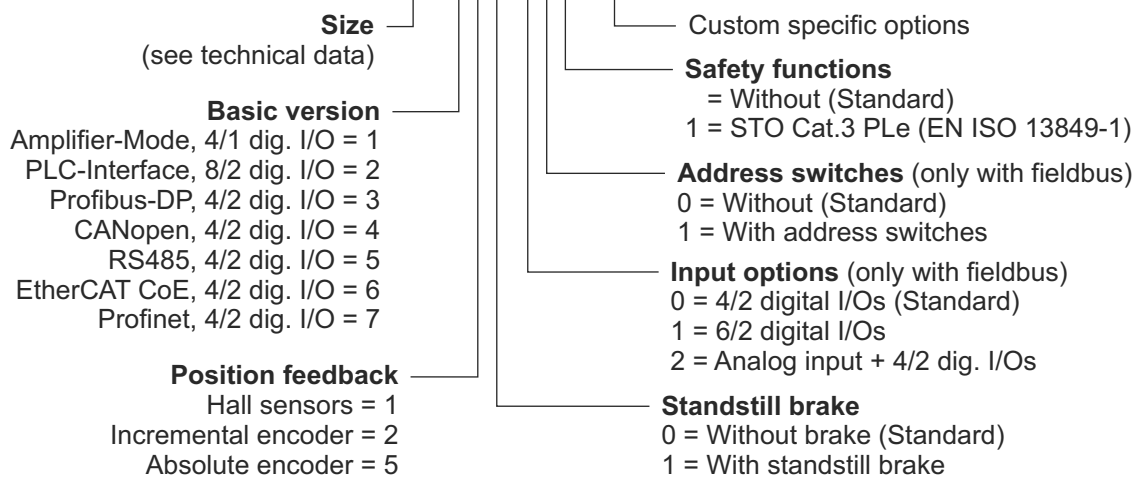 Size
(see technical data)
Basic version
Amplifier-Mode, 4/1 dig. I/O = 1
PLC-Interface, 8/2 dig. I/O = 2
Profibus-DP, 4/2 dig. I/O = 3
CANopen, 4/2 dig. I/O = 4
RS485, 4/2 dig. I/O = 5
EtherCAT CoE, 4/2 dig. I/O = 6
Profinet, 4/2 dig. I/O = 7
Position feedback
Hall sensors = 1
Incremental encoder = 2
Absolute encoder = 5
Custom specific options
Safety functions
= Without (Standard)
1 = STO Cat.3 PLe (EN ISO 13849-1)
Address switches (only with fieldbus)
0 = Without (Standard)
1 = With address switches
Input options (only with fieldbus)
0 = 4/2 digital I/Os (Standard)
1 = 6/2 digital I/Os
2 = Analog input + 4/2 dig. I/Os
Standstill brake
0 = Without brake (Standard)
1 = With standstill brake